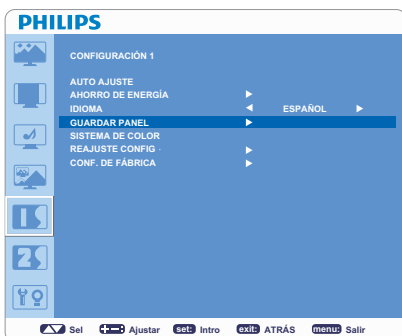 PHILIPS
CONFIGURACIÓN 1
AUTO AJUSTE
AHORRO DE ENERGÍA
IDIOMA ESPAÑOL
GUARDAR PANEL
SISTEMA DE COLOR
REAJUSTE CONFIG -
CONF. DE FÁBRICA
Sel Ajustar set: Intro exit: ATRÁS menu: Salir